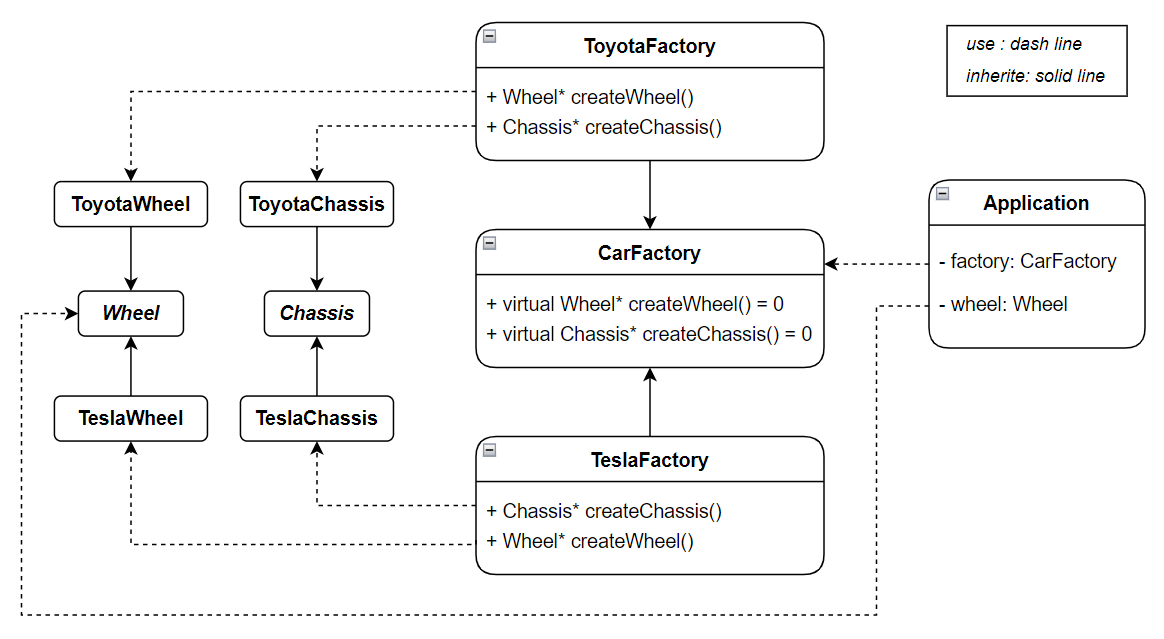 ToyotaFactory
+ Wheel* createWheel()
+ Chassis* createChassis()
use : dash line
inherite: solid line
ToyotaWheel
ToyotaChassis
Application
- factory: CarFactory
- wheel: Wheel
CarFactory
+ virtual Wheel* createWheel() = 0
+ virtual Chassis* createChassis() = 0
Wheel
Chassis
TeslaWheel
TeslaChassis
TeslaFactory
+ Chassis* createChassis()
+ Wheel* createWheel()